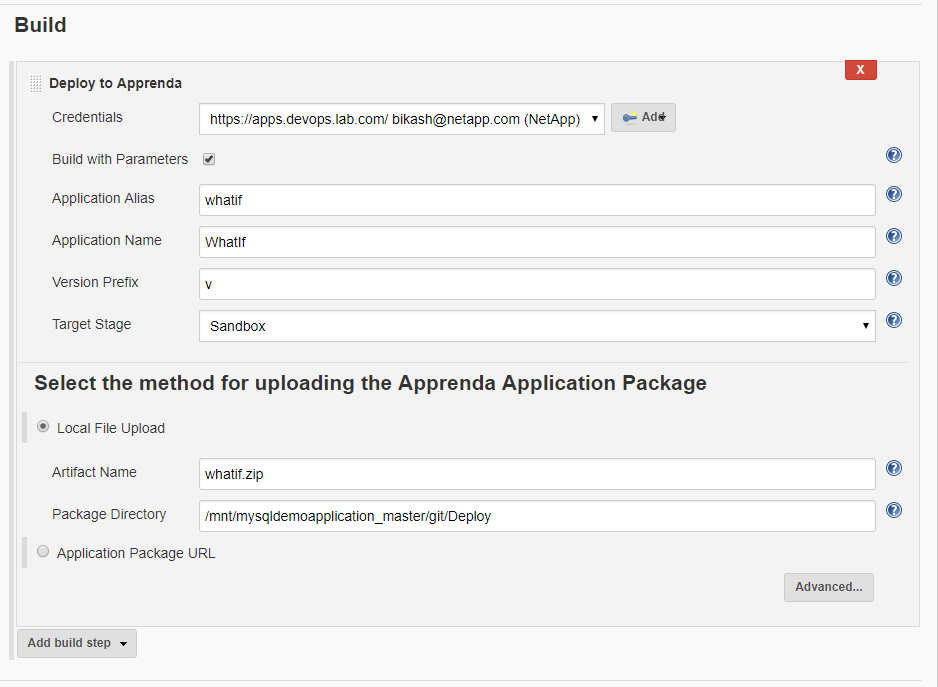 Build
X
Deploy to Apprenda
Credentials https://apps.devops.lab.com/ bikash@netapp.com (NetApp) Add
Build with Parameters
Application Alias whatif
Application Name WhatIf
Version Prefix v
Target Stage Sandbox
Select the method for uploading the Apprenda Application Package
Local File Upload
Artifact Name whatif.zip
Package Directory /mnt/mysqldemoapplication_master/git/Deploy
Application Package URL
Advanced...
Add build step